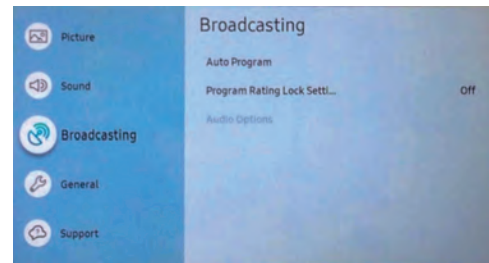 Picture
Sound
Broadcasting
General
Support
Broadcasting
Auto Program
Program Rating Lock Setti... Off
Audio Options